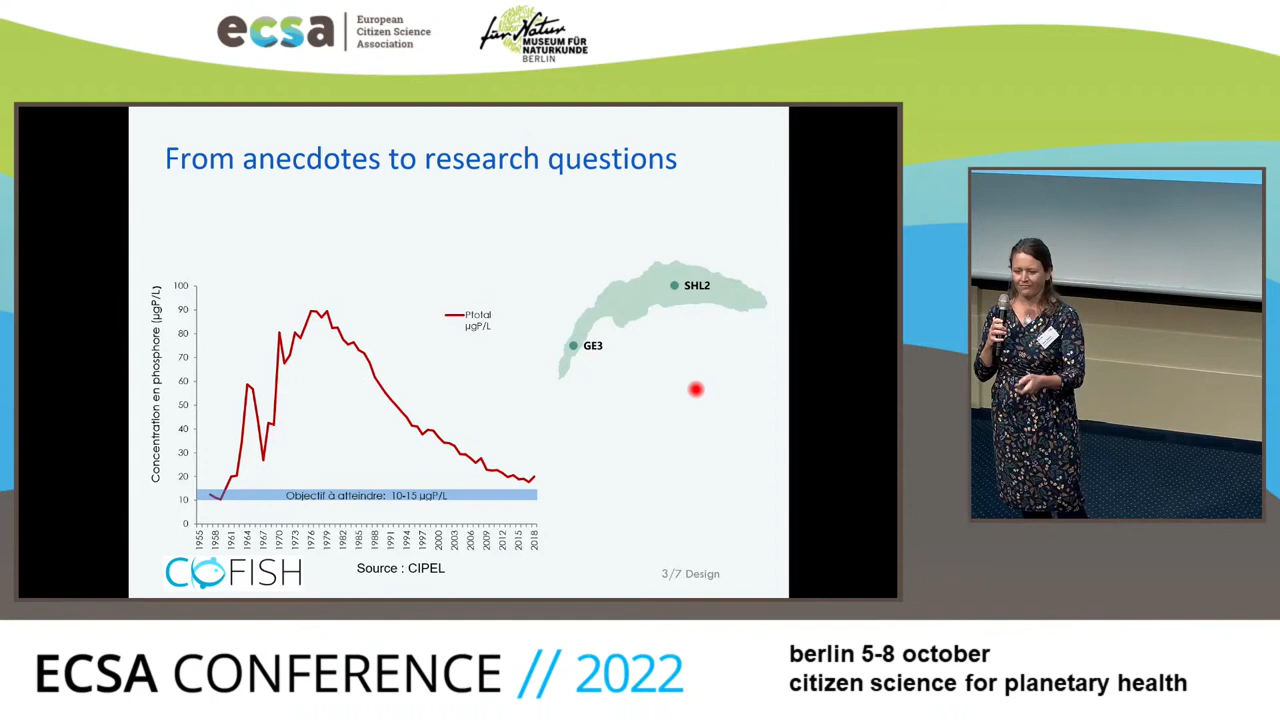 ecsa
European
Citizen Science
Association
für Natur
MUSEUM FÜR
NATURKUNDE
BERLIN
From anecdotes to research questions
Concentration en phosphore (µgP/L)
100
90
80
70
60
50
40
30
20
10
0
Ptotal
µgP/L
Objectif à atteindre: 10-15 µgP/L
1955
1958
1961
1964
1967
1970
1973
1976
1979
1982
1985
1988
1991
1994
1997
2000
2003
2006
2009
2012
2015
2018
SHL2
GE3
COFISH
Source : CIPEL
3/7 Design
ECSA CONFERENCE // 2022
berlin 5-8 october
citizen science for planetary health